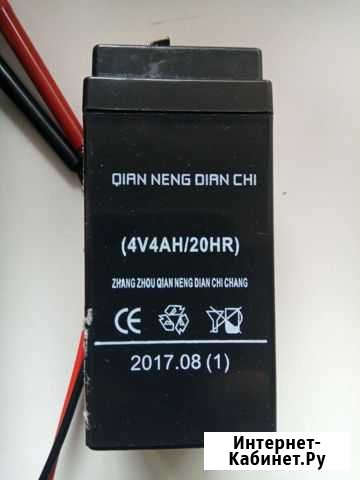 QIAN NENG DIAN CHI
(4V4AH/20HR)
ZHANG ZHOU QIAN NENG DIAN CHI CHANG
CE
2017.08 (1)
Интернет-
Кабинет.Ру